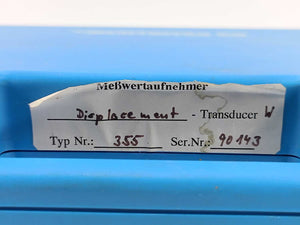 Meßwertaufnehmer
Displacement - Transducer W
Typ Nr.: 355 Ser.Nr.: 90143